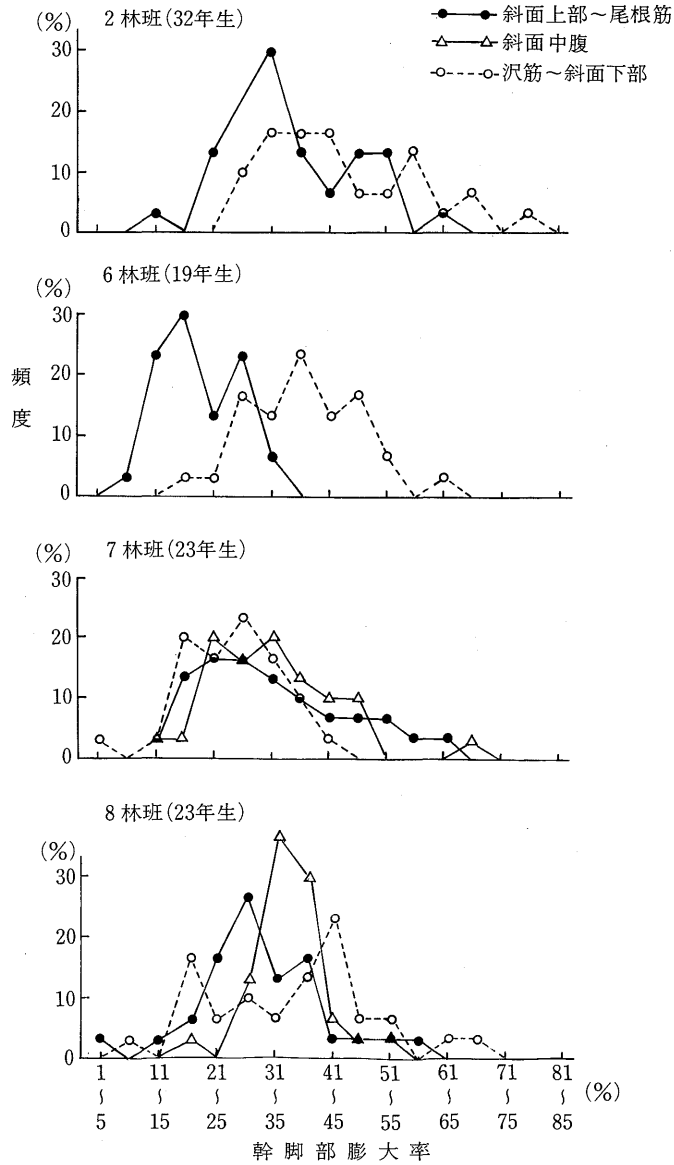 ●―● 斜面上部～尾根筋
△―△ 斜面中腹
○---○ 沢筋～斜面下部
(%) 2林班(32年生)
30
20
10
0
(%) 6林班(19年生)
30
20
10
0
頻度
(%) 7林班(23年生)
30
20
10
0
8林班(23年生)
(%)
30
20
10
0
1 11 21 31 41 51 61 71 81
～ ～ ～ ～ ～ ～ ～ ～ ～ (%)
5 15 25 35 45 55 65 75 85
幹脚部膨大率